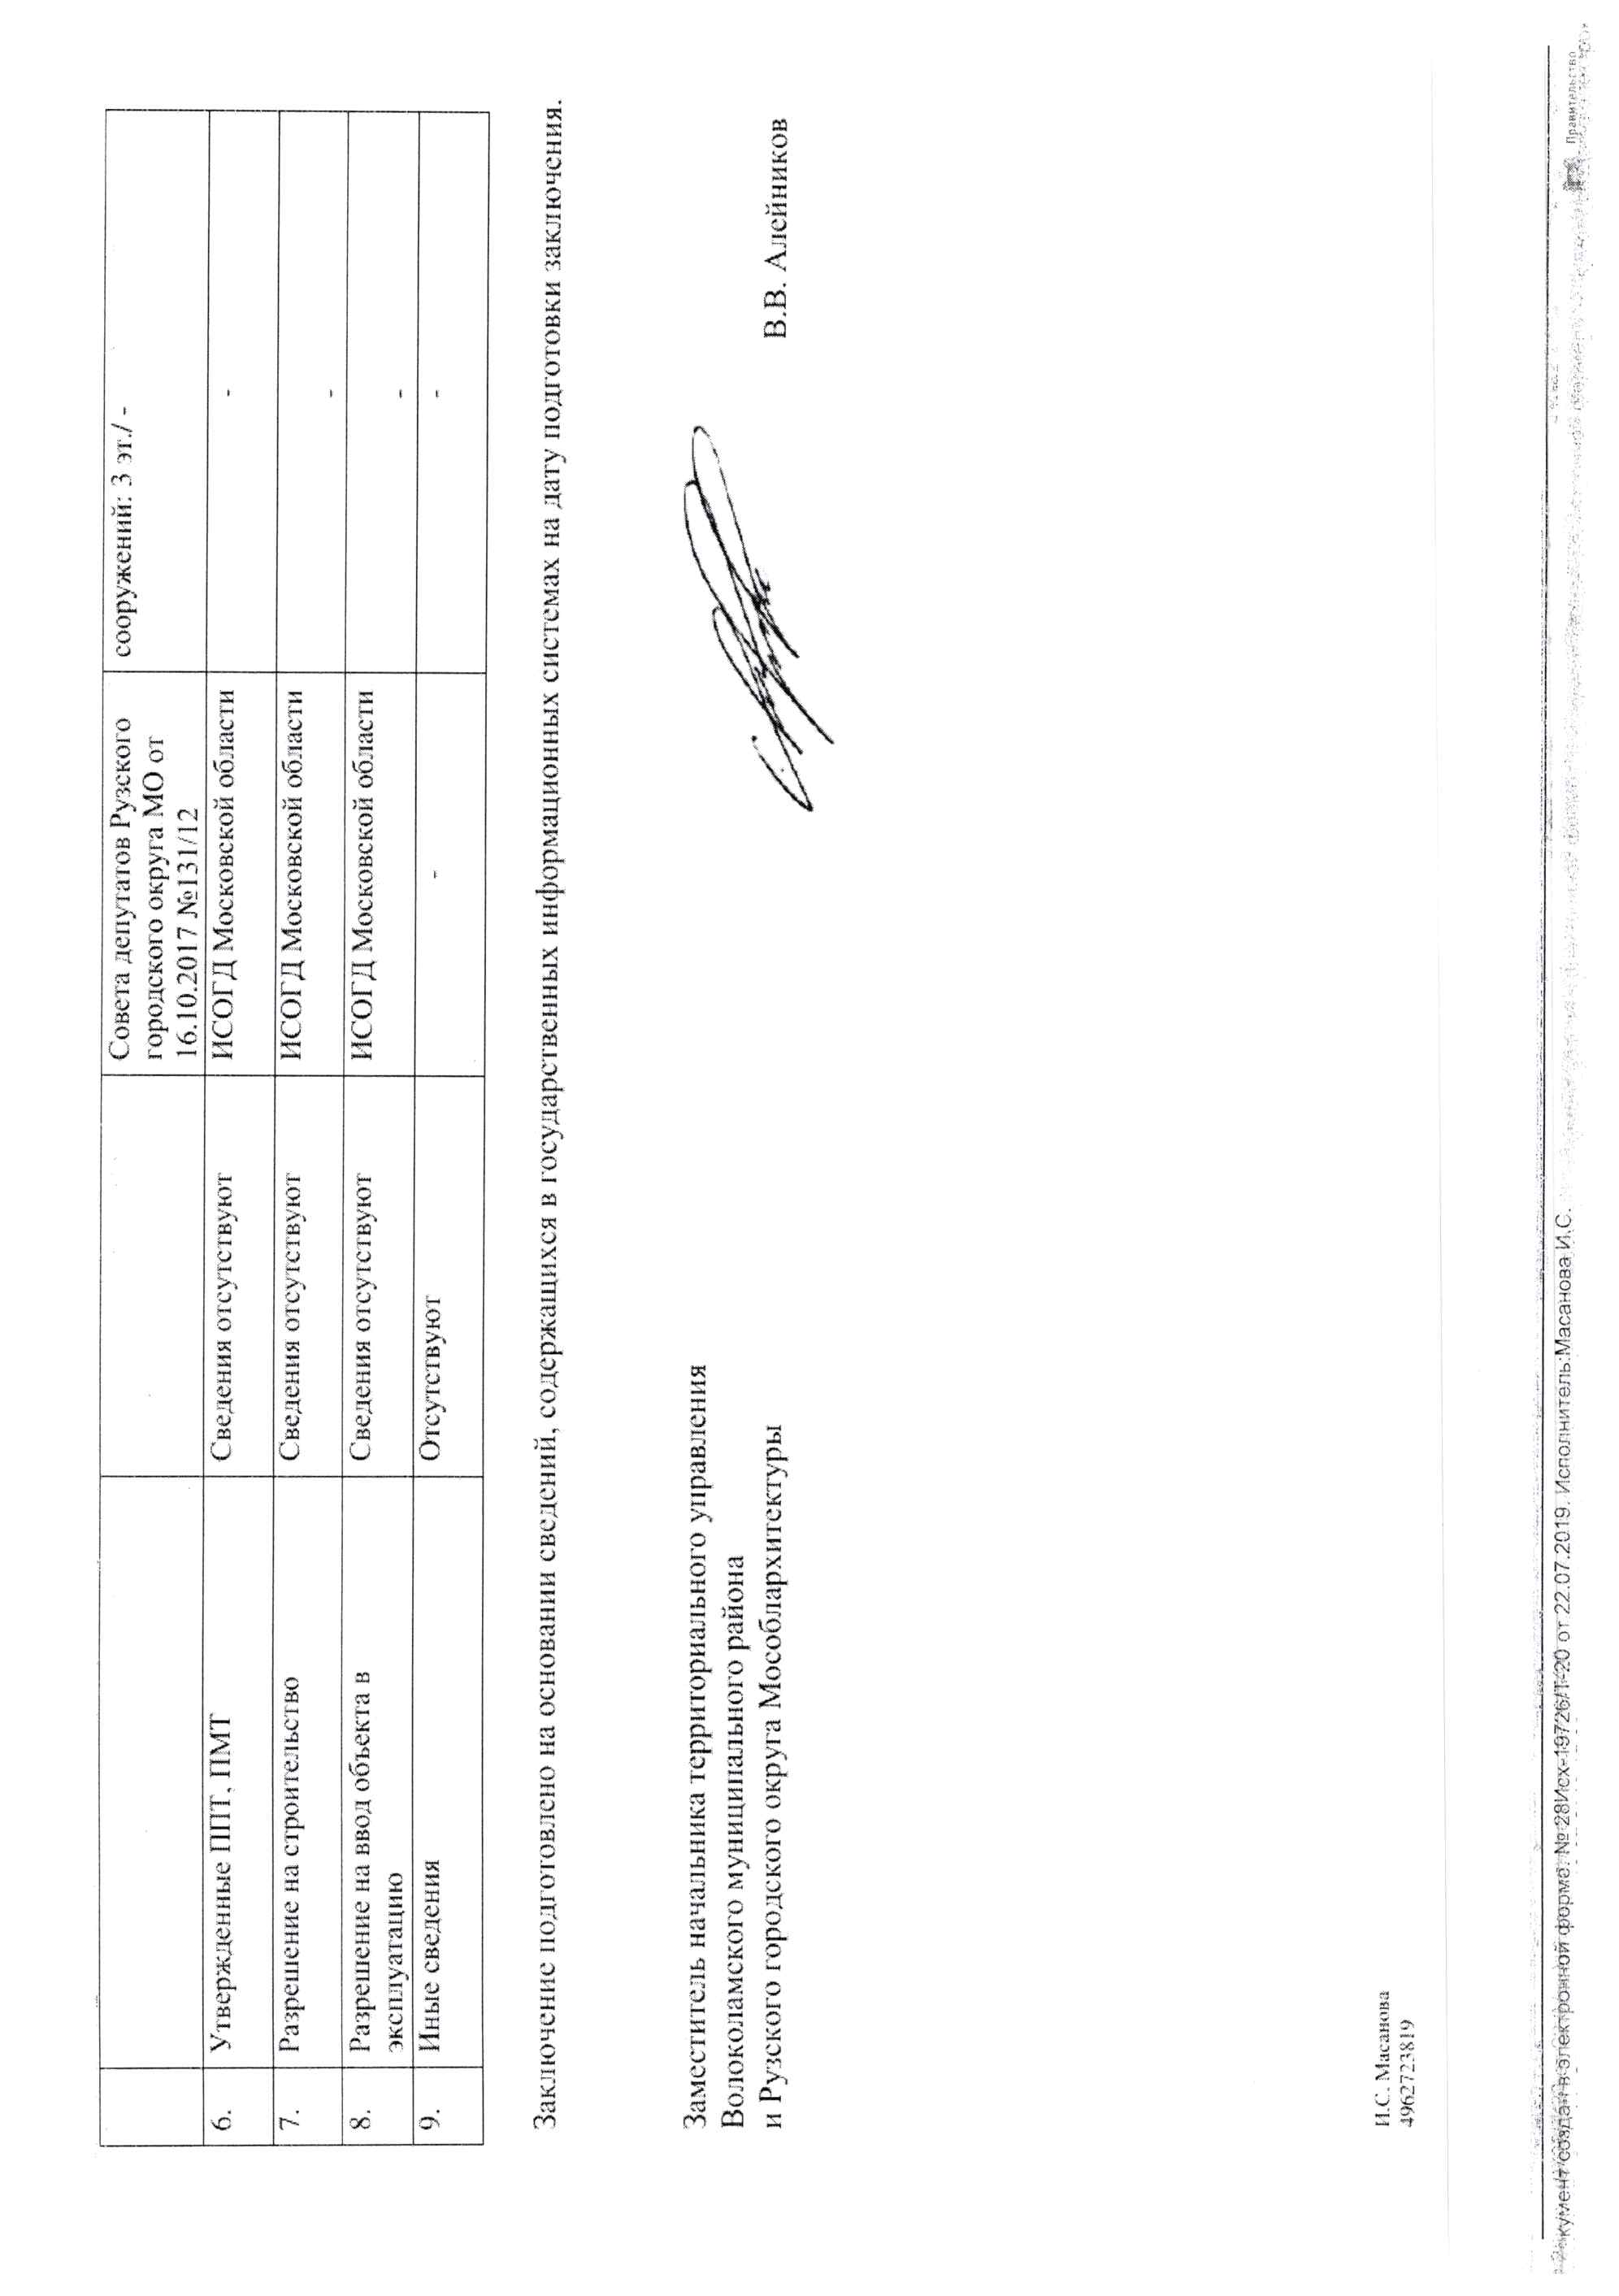 Совета депутатов Рузского
городского округа МО от
16.10.2017 №131/12
сооружений: 3 эт./ -
6. Утвержденные ППТ, ПМТ Сведения отсутствуют ИСОГД Московской области -
7. Разрешение на строительство Сведения отсутствуют ИСОГД Московской области -
8. Разрешение на ввод объекта в Сведения отсутствуют ИСОГД Московской области -
эксплуатацию
9. Иные сведения Отсутствуют - -
Заключение подготовлено на основании сведений, содержащихся в государственных информационных системах на дату подготовки заключения.
Заместитель начальника территориального управления
Волоколамского муниципального района
и Рузского городского округа Мособлархитектуры
В.В. Алейников
И.С. Масанова
4962723819
Документ создан в электронной форме. № 28Исх-19726/Т-20 от 22.07.2019. Исполнитель:Масанова И.С.
Правительство